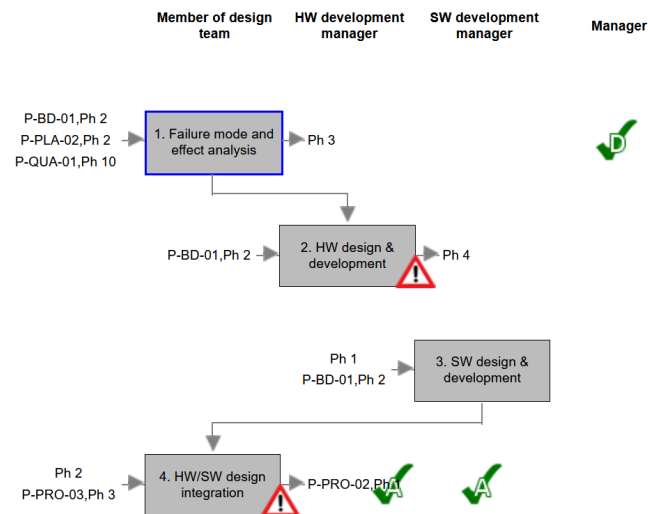 Member of design
team
HW development
manager
SW development
manager
Manager
P-BD-01,Ph 2
P-PLA-02,Ph 2
P-QUA-01,Ph 10
1. Failure mode and
effect analysis
Ph 3
D
P-BD-01,Ph 2
2. HW design &
development
!
Ph 4
Ph 1
P-BD-01,Ph 2
3. SW design &
development
Ph 2
P-PRO-03,Ph 3
4. HW/SW design
integration
!
P-PRO-02,Ph 1
A
A